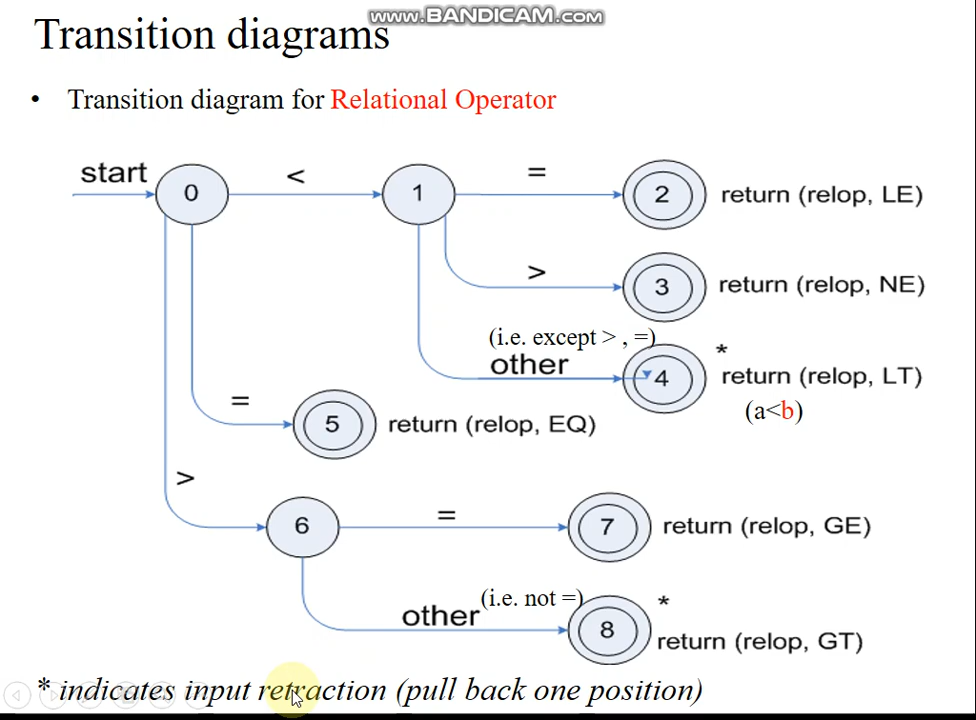 www.BANDICAM.com
Transition diagrams
• Transition diagram for Relational Operator
start 0 < 1 = 2 return (relop, LE)
> 3 return (relop, NE)
(i.e. except > , =)
other 4 * return (relop, LT)
(a<b)
= 5 return (relop, EQ)
> 6 = 7 return (relop, GE)
(i.e. not =)
other 8 * return (relop, GT)
* indicates input retraction (pull back one position)